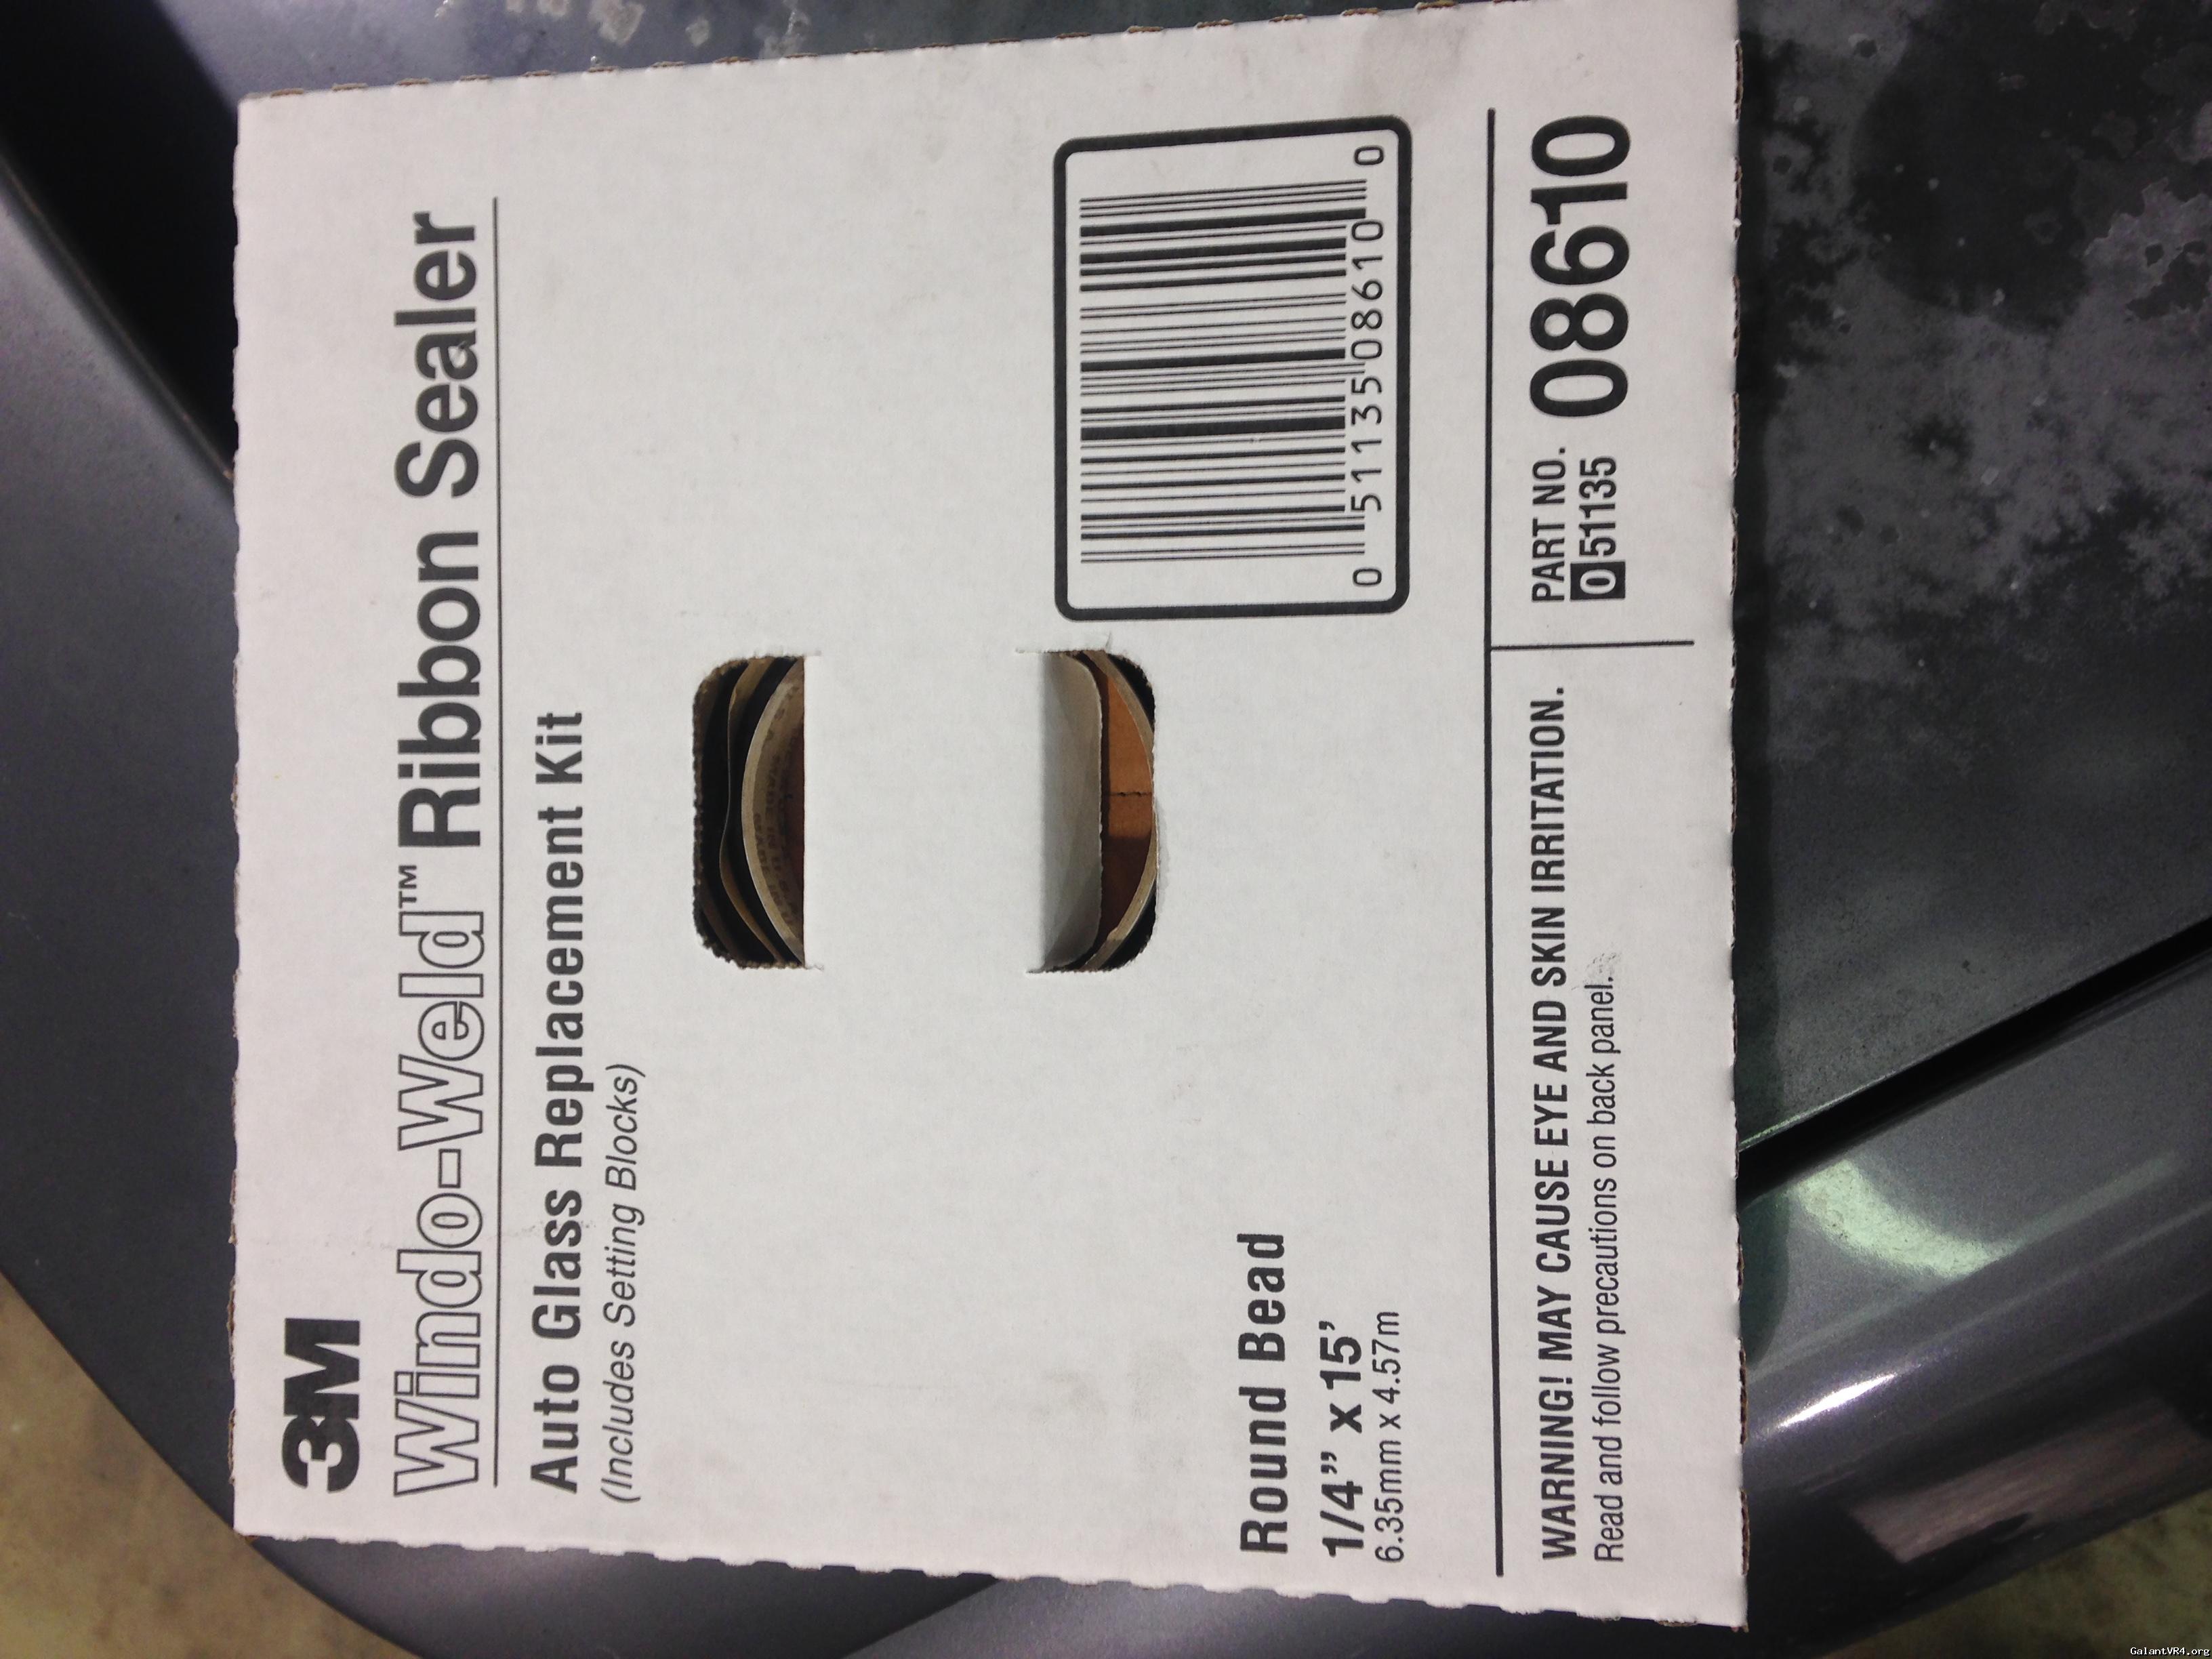 3M
Windo-Weld™ Ribbon Sealer
Auto Glass Replacement Kit
(Includes Setting Blocks)
Round Bead
1/4” x 15’
6.35mm x 4.57m
0 51135 08610 0
WARNING! MAY CAUSE EYE AND SKIN IRRITATION.
Read and follow precautions on back panel.
PART NO.
0 51135 08610
GalantVR4.org